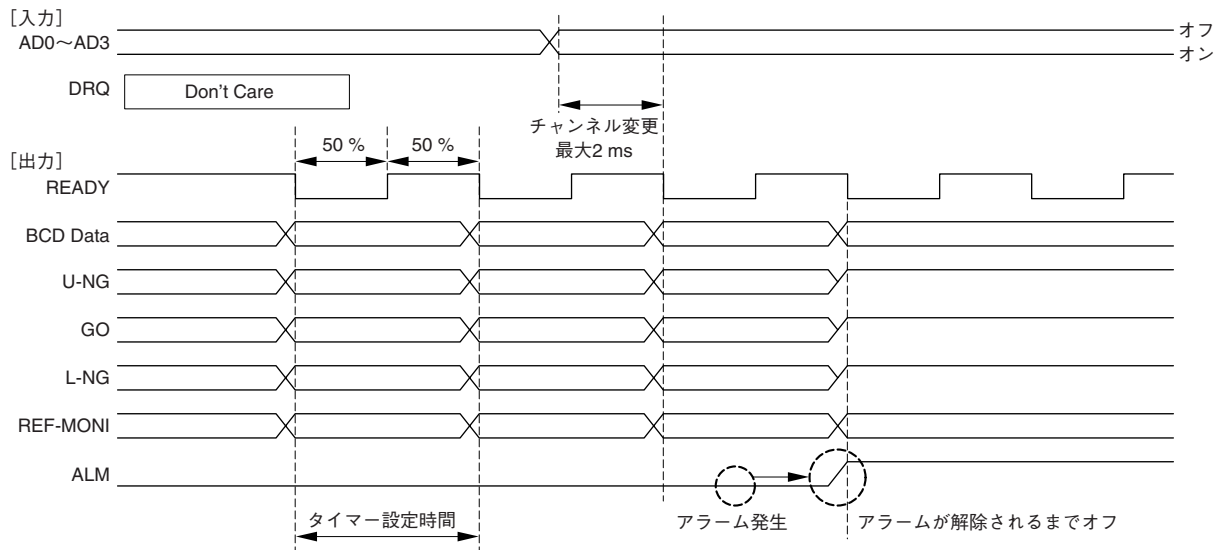 ［入力］
AD0～AD3
オフ
オン
DRQ
Don't Care
チャンネル変更
最大2 ms
50 %
50 %
［出力］
READY
BCD Data
U-NG
GO
L-NG
REF-MONI
ALM
タイマー設定時間
アラーム発生
アラームが解除されるまでオフ